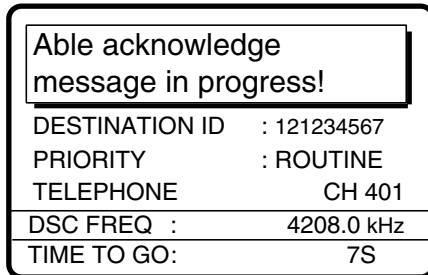 Able acknowledge
message in progress!
DESTINATION ID : 121234567
PRIORITY : ROUTINE
TELEPHONE CH 401
DSC FREQ : 4208.0 kHz
TIME TO GO: 7S